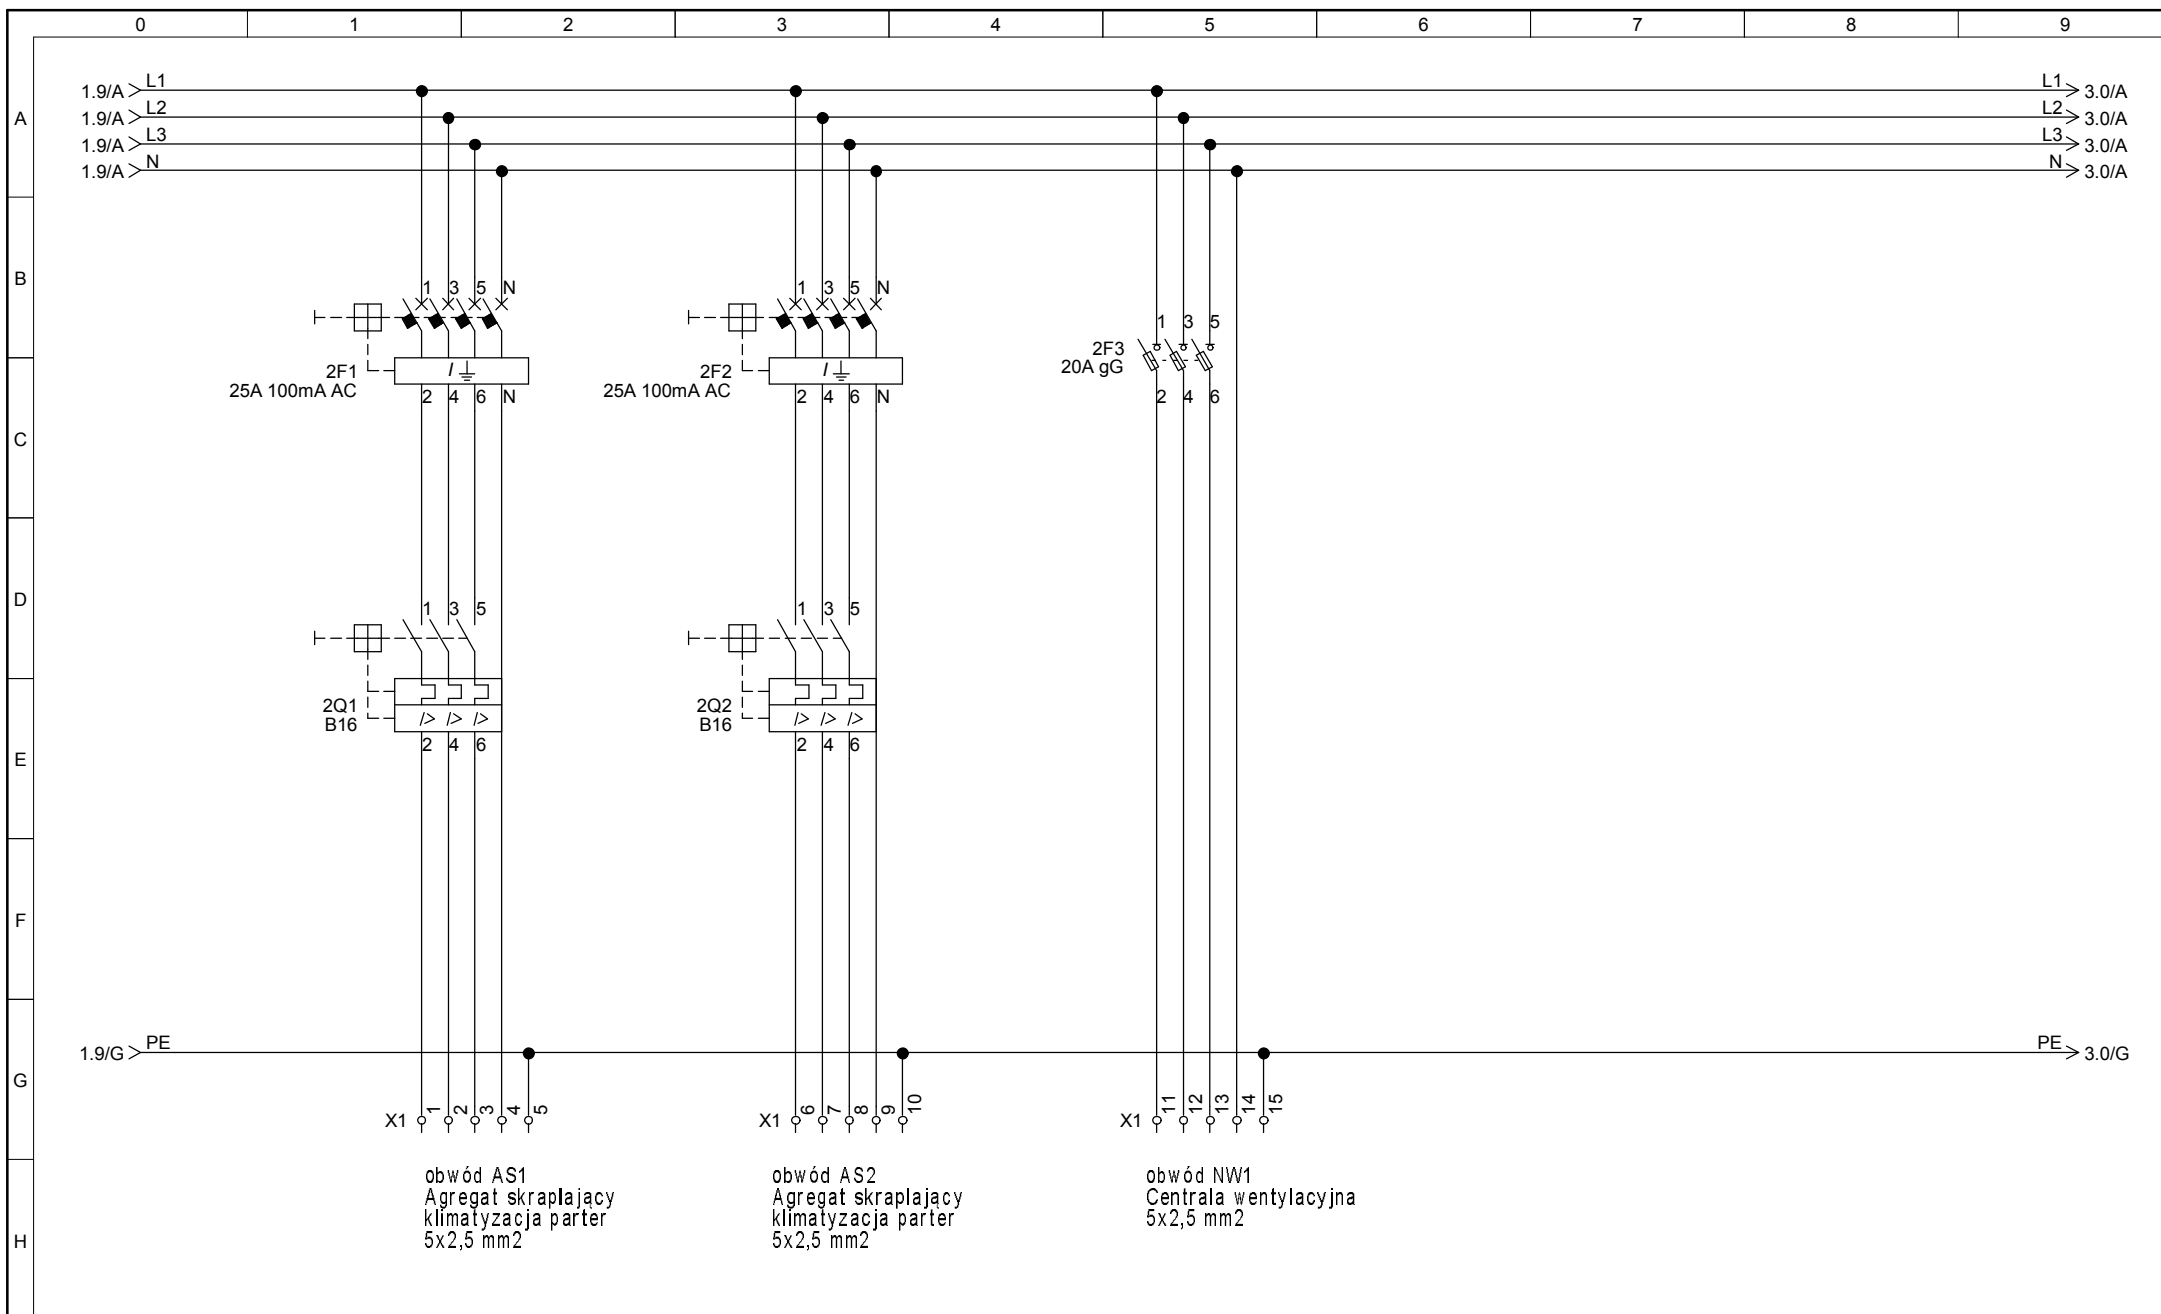 0 1 2 3 4 5 6 7 8 9
1.9/A L1 L1 3.0/A
A
1.9/A L2 L2 3.0/A
1.9/A L3 L3 3.0/A
1.9/A N N 3.0/A
B
1 3 5 N 1 3 5 N
1 3 5
2F1 2F2 2F3
25A 100mA AC 25A 100mA AC 20A gG
I I
2 4 6 N 2 4 6 N 2 4 6
C
D
1 3 5 1 3 5
2Q1 2Q2
B16 B16
I> I> I> I> I> I>
2 4 6 2 4 6
E
F
1.9/G PE PE 3.0/G
G
X1 1 2 3 4 5 X1 6 7 8 9 10 X1 11 12 13 14 15
obwód AS1
Agregat skraplający
klimatyzacja parter
5x2,5 mm2
obwód AS2
Agregat skraplający
klimatyzacja parter
5x2,5 mm2
obwód NW1
Centrala wentylacyjna
5x2,5 mm2
H